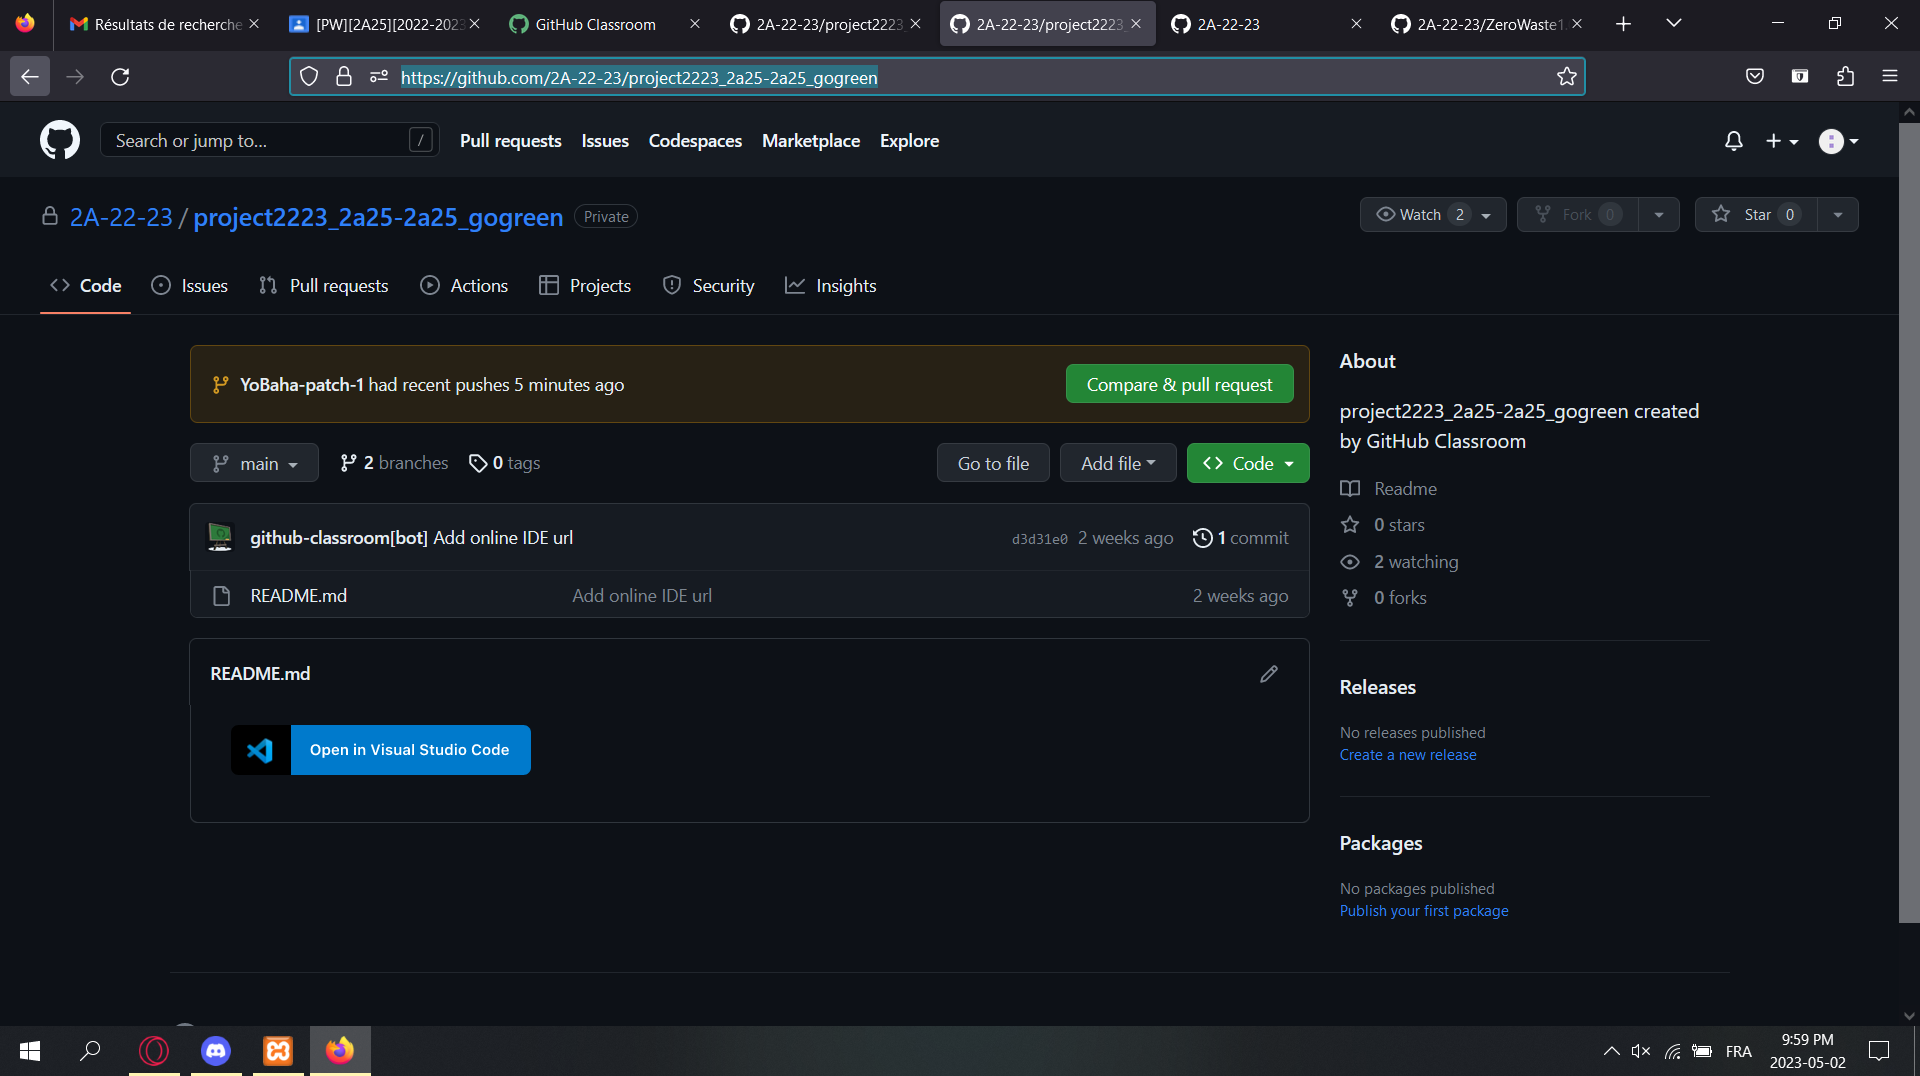 Résultats de recherche
[PW][2A25][2022-2023
GitHub Classroom
2A-22-23/project2223_
2A-22-23/project2223_
2A-22-23
2A-22-23/ZeroWaste1.
https://github.com/2A-22-23/project2223_2a25-2a25_gogreen
Search or jump to... /
Pull requests Issues Codespaces Marketplace Explore
2A-22-23 / project2223_2a25-2a25_gogreen Private
Watch 2 Fork 0 Star 0
Code Issues Pull requests Actions Projects Security Insights
YoBaha-patch-1 had recent pushes 5 minutes ago
Compare & pull request
main 2 branches 0 tags
Go to file Add file Code
github-classroom[bot] Add online IDE url d3d31e0 2 weeks ago 1 commit
README.md Add online IDE url 2 weeks ago
README.md
Open in Visual Studio Code
About
project2223_2a25-2a25_gogreen created
by GitHub Classroom
Readme
0 stars
2 watching
0 forks
Releases
No releases published
Create a new release
Packages
No packages published
Publish your first package
FRA
9:59 PM
2023-05-02